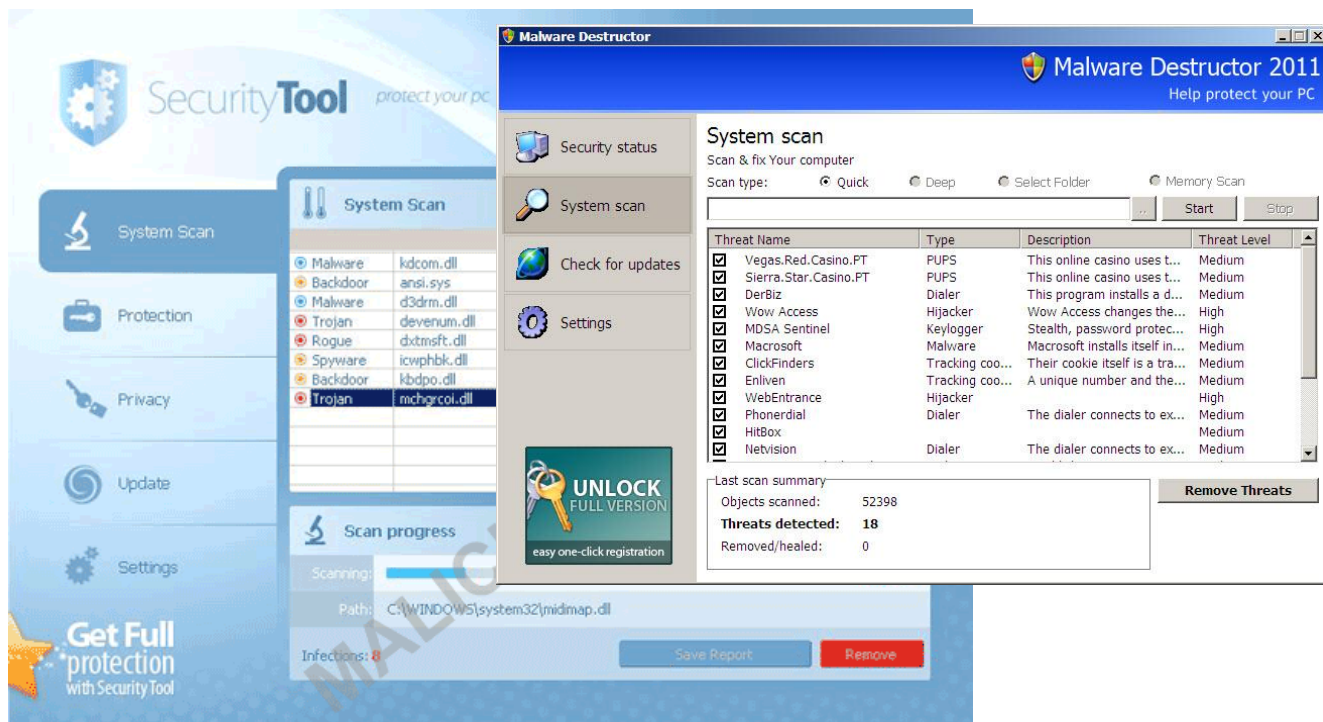 SecurityTool protect your pc
System Scan
Protection
Privacy
Update
Settings
Get Full
protection
with Security Tool
System Scan
Malware kdcom.dll
Backdoor ansi.sys
Malware d3drm.dll
Trojan devenum.dll
Rogue dxtmsft.dll
Spyware icwphbk.dll
Backdoor kbdpo.dll
Trojan mchgrcoi.dll
Scan progress
Scanning:
Path: C:\WINDOWS\system32\midmap.dll
Infections: 8
Save Report
Remove
MALIC
Malware Destructor
Malware Destructor 2011
Help protect your PC
Security status
System scan
Check for updates
Settings
UNLOCK
FULL VERSION
easy one-click registration
System scan
Scan & fix Your computer
Scan type: Quick Deep Select Folder Memory Scan
.. Start Stop
Threat Name Type Description Threat Level
Vegas.Red.Casino.PT PUPS This online casino uses t... Medium
Sierra.Star.Casino.PT PUPS This online casino uses t... Medium
DerBiz Dialer This program installs a d... Medium
Wow Access Hijacker Wow Access changes the... High
MDSA Sentinel Keylogger Stealth, password protec... High
Macrosoft Malware Macrosoft installs itself in... Medium
ClickFinders Tracking coo... Their cookie itself is a tra... Medium
Enliven Tracking coo... A unique number and the... Medium
WebEntrance Hijacker High
Phonerdial Dialer The dialer connects to ex... Medium
HitBox Medium
Netvision Dialer The dialer connects to ex... Medium
Last scan summary
Objects scanned: 52398
Threats detected: 18
Removed/healed: 0
Remove Threats